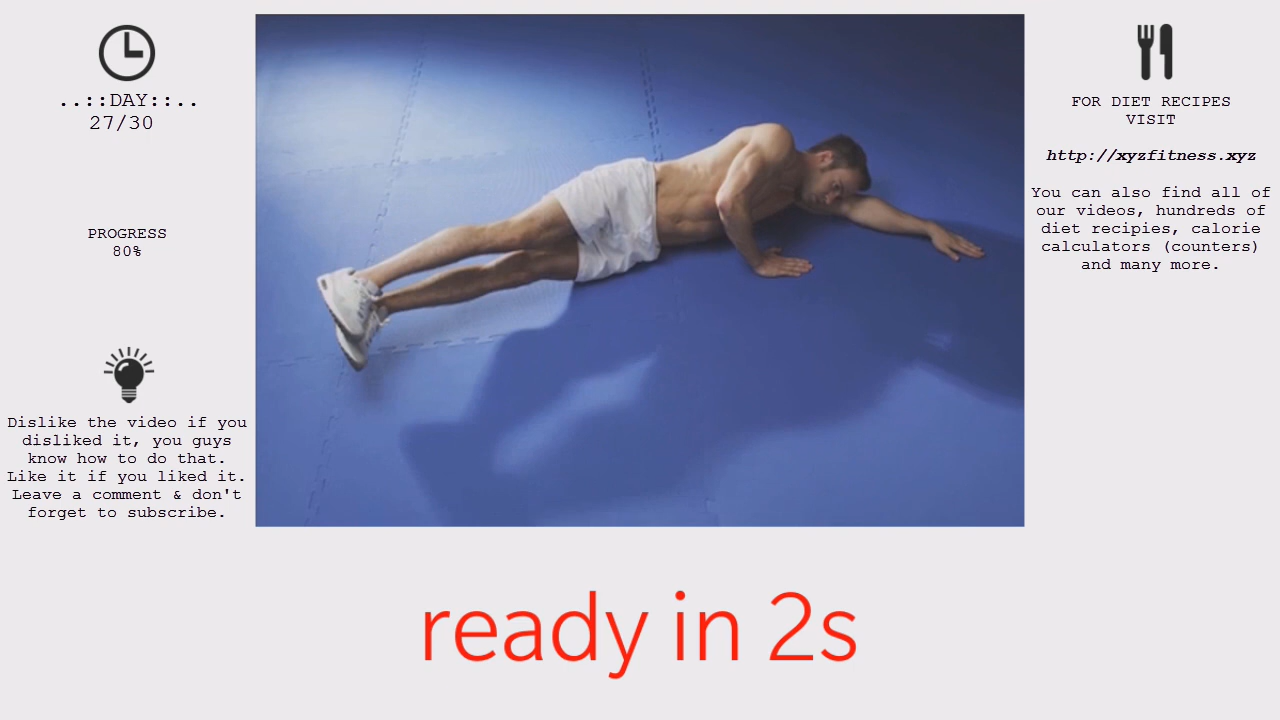 ..::DAY::..
27/30
PROGRESS
80%
Dislike the video if you
disliked it, you guys
know how to do that.
Like it if you liked it.
Leave a comment & don't
forget to subscribe.
FOR DIET RECIPES
VISIT
http://xyzfitness.xyz
You can also find all of
our videos, hundreds of
diet recipies, calorie
calculators (counters)
and many more.
ready in 2s